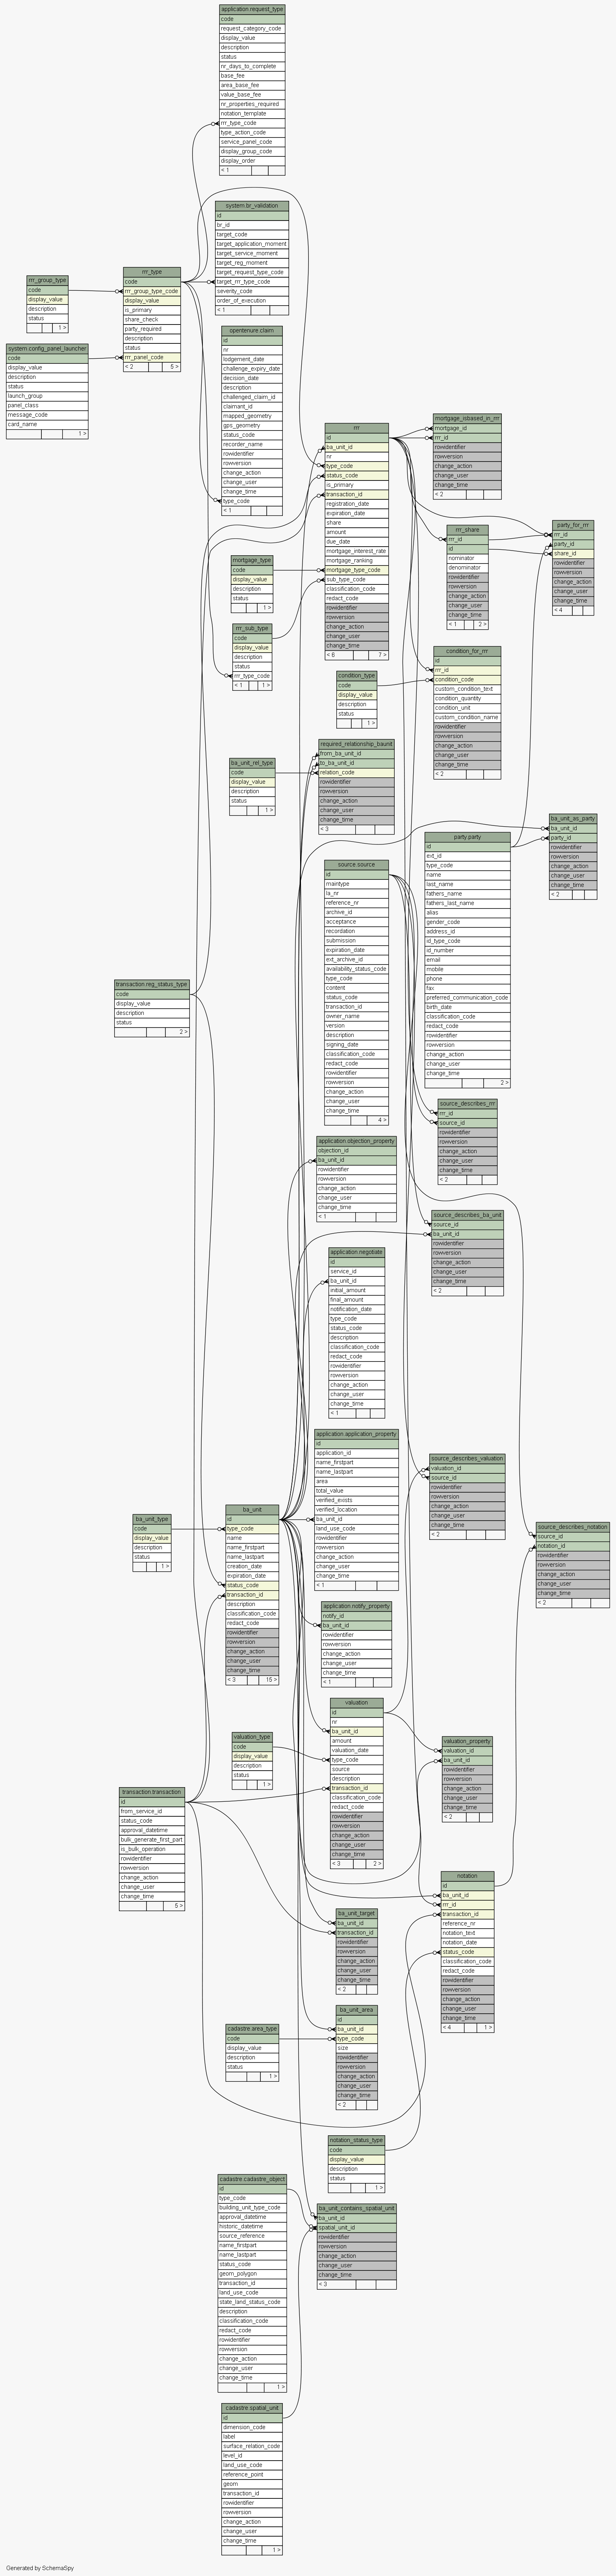 application.request_type
code
request_category_code
display_value
description
status
nr_days_to_complete
base_fee
area_base_fee
value_base_fee
nr_properties_required
notation_template
rrr_type_code
type_action_code
service_panel_code
display_group_code
display_order
< 1
system.br_validation
id
br_id
target_code
target_application_moment
target_service_moment
target_reg_moment
target_request_type_code
target_rrr_type_code
severity_code
order_of_execution
< 1
rrr_type
code
rrr_group_type_code
display_value
is_primary
share_check
party_required
description
status
rrr_panel_code
< 2 5 >
rrr_group_type
code
display_value
description
status
1 >
system.config_panel_launcher
code
display_value
description
status
launch_group
panel_class
message_code
card_name
1 >
opentenure.claim
id
nr
lodgement_date
challenge_expiry_date
decision_date
description
challenged_claim_id
claimant_id
mapped_geometry
gps_geometry
status_code
recorder_name
rowidentifier
rowversion
change_action
change_user
change_time
type_code
< 1
rrr
id
ba_unit_id
nr
type_code
status_code
is_primary
transaction_id
registration_date
expiration_date
share
amount
due_date
mortgage_interest_rate
mortgage_ranking
mortgage_type_code
sub_type_code
classification_code
redact_code
rowidentifier
rowversion
change_action
change_user
change_time
< 6 7 >
mortgage_isbased_in_rrr
mortgage_id
rrr_id
rowidentifier
rowversion
change_action
change_user
change_time
< 2
rrr_share
rrr_id
id
nominator
denominator
rowidentifier
rowversion
change_action
change_user
change_time
< 1 2 >
party_for_rrr
rrr_id
party_id
share_id
rowidentifier
rowversion
change_action
change_user
change_time
< 4
mortgage_type
code
display_value
description
status
1 >
rrr_sub_type
code
display_value
description
status
rrr_type_code
< 1 1 >
condition_for_rrr
id
rrr_id
condition_code
custom_condition_text
condition_quantity
condition_unit
custom_condition_name
rowidentifier
rowversion
change_action
change_user
change_time
< 2
condition_type
code
display_value
description
status
1 >
required_relationship_baunit
from_ba_unit_id
to_ba_unit_id
relation_code
rowidentifier
rowversion
change_action
change_user
change_time
< 3
ba_unit_rel_type
code
display_value
description
status
1 >
ba_unit_as_party
ba_unit_id
party_id
rowidentifier
rowversion
change_action
change_user
change_time
< 2
party.party
id
ext_id
type_code
name
last_name
fathers_name
fathers_last_name
alias
gender_code
address_id
id_type_code
id_number
email
mobile
phone
fax
preferred_communication_code
birth_date
classification_code
redact_code
rowidentifier
rowversion
change_action
change_user
change_time
2 >
source.source
id
maintype
la_nr
reference_nr
archive_id
acceptance
recordation
submission
expiration_date
ext_archive_id
availability_status_code
type_code
content
status_code
transaction_id
owner_name
version
description
signing_date
classification_code
redact_code
rowidentifier
rowversion
change_action
change_user
change_time
4 >
transaction.reg_status_type
code
display_value
description
status
2 >
source_describes_rrr
rrr_id
source_id
rowidentifier
rowversion
change_action
change_user
change_time
< 2
application.objection_property
objection_id
ba_unit_id
rowidentifier
rowversion
change_action
change_user
change_time
< 1
source_describes_ba_unit
source_id
ba_unit_id
rowidentifier
rowversion
change_action
change_user
change_time
< 2
application.negotiate
id
service_id
ba_unit_id
initial_amount
final_amount
notification_date
type_code
status_code
description
classification_code
redact_code
rowidentifier
rowversion
change_action
change_user
change_time
< 1
application.application_property
id
application_id
name_firstpart
name_lastpart
area
total_value
verified_exists
verified_location
ba_unit_id
land_use_code
rowidentifier
rowversion
change_action
change_user
change_time
< 1
source_describes_valuation
valuation_id
source_id
rowidentifier
rowversion
change_action
change_user
change_time
< 2
ba_unit
id
type_code
name
name_firstpart
name_lastpart
creation_date
expiration_date
status_code
transaction_id
description
classification_code
redact_code
rowidentifier
rowversion
change_action
change_user
change_time
< 3 15 >
ba_unit_type
code
display_value
description
status
1 >
source_describes_notation
source_id
notation_id
rowidentifier
rowversion
change_action
change_user
change_time
< 2
application.notify_property
notify_id
ba_unit_id
rowidentifier
rowversion
change_action
change_user
change_time
< 1
valuation
id
nr
ba_unit_id
amount
valuation_date
type_code
source
description
transaction_id
classification_code
redact_code
rowidentifier
rowversion
change_action
change_user
change_time
< 3 2 >
valuation_type
code
display_value
description
status
1 >
valuation_property
valuation_id
ba_unit_id
rowidentifier
rowversion
change_action
change_user
change_time
< 2
transaction.transaction
id
from_service_id
status_code
approval_datetime
bulk_generate_first_part
is_bulk_operation
rowidentifier
rowversion
change_action
change_user
change_time
5 >
notation
id
ba_unit_id
rrr_id
transaction_id
reference_nr
notation_text
notation_date
status_code
classification_code
redact_code
rowidentifier
rowversion
change_action
change_user
change_time
< 4 1 >
ba_unit_target
ba_unit_id
transaction_id
rowidentifier
rowversion
change_action
change_user
change_time
< 2
ba_unit_area
id
ba_unit_id
type_code
size
rowidentifier
rowversion
change_action
change_user
change_time
< 2
cadastre.area_type
code
display_value
description
status
1 >
notation_status_type
code
display_value
description
status
1 >
cadastre.cadastre_object
id
type_code
building_unit_type_code
approval_datetime
historic_datetime
source_reference
name_firstpart
name_lastpart
status_code
geom_polygon
transaction_id
land_use_code
state_land_status_code
description
classification_code
redact_code
rowidentifier
rowversion
change_action
change_user
change_time
1 >
ba_unit_contains_spatial_unit
ba_unit_id
spatial_unit_id
rowidentifier
rowversion
change_action
change_user
change_time
< 3
cadastre.spatial_unit
id
dimension_code
label
surface_relation_code
level_id
land_use_code
reference_point
geom
transaction_id
rowidentifier
rowversion
change_action
change_user
change_time
1 >
Generated by SchemaSpy